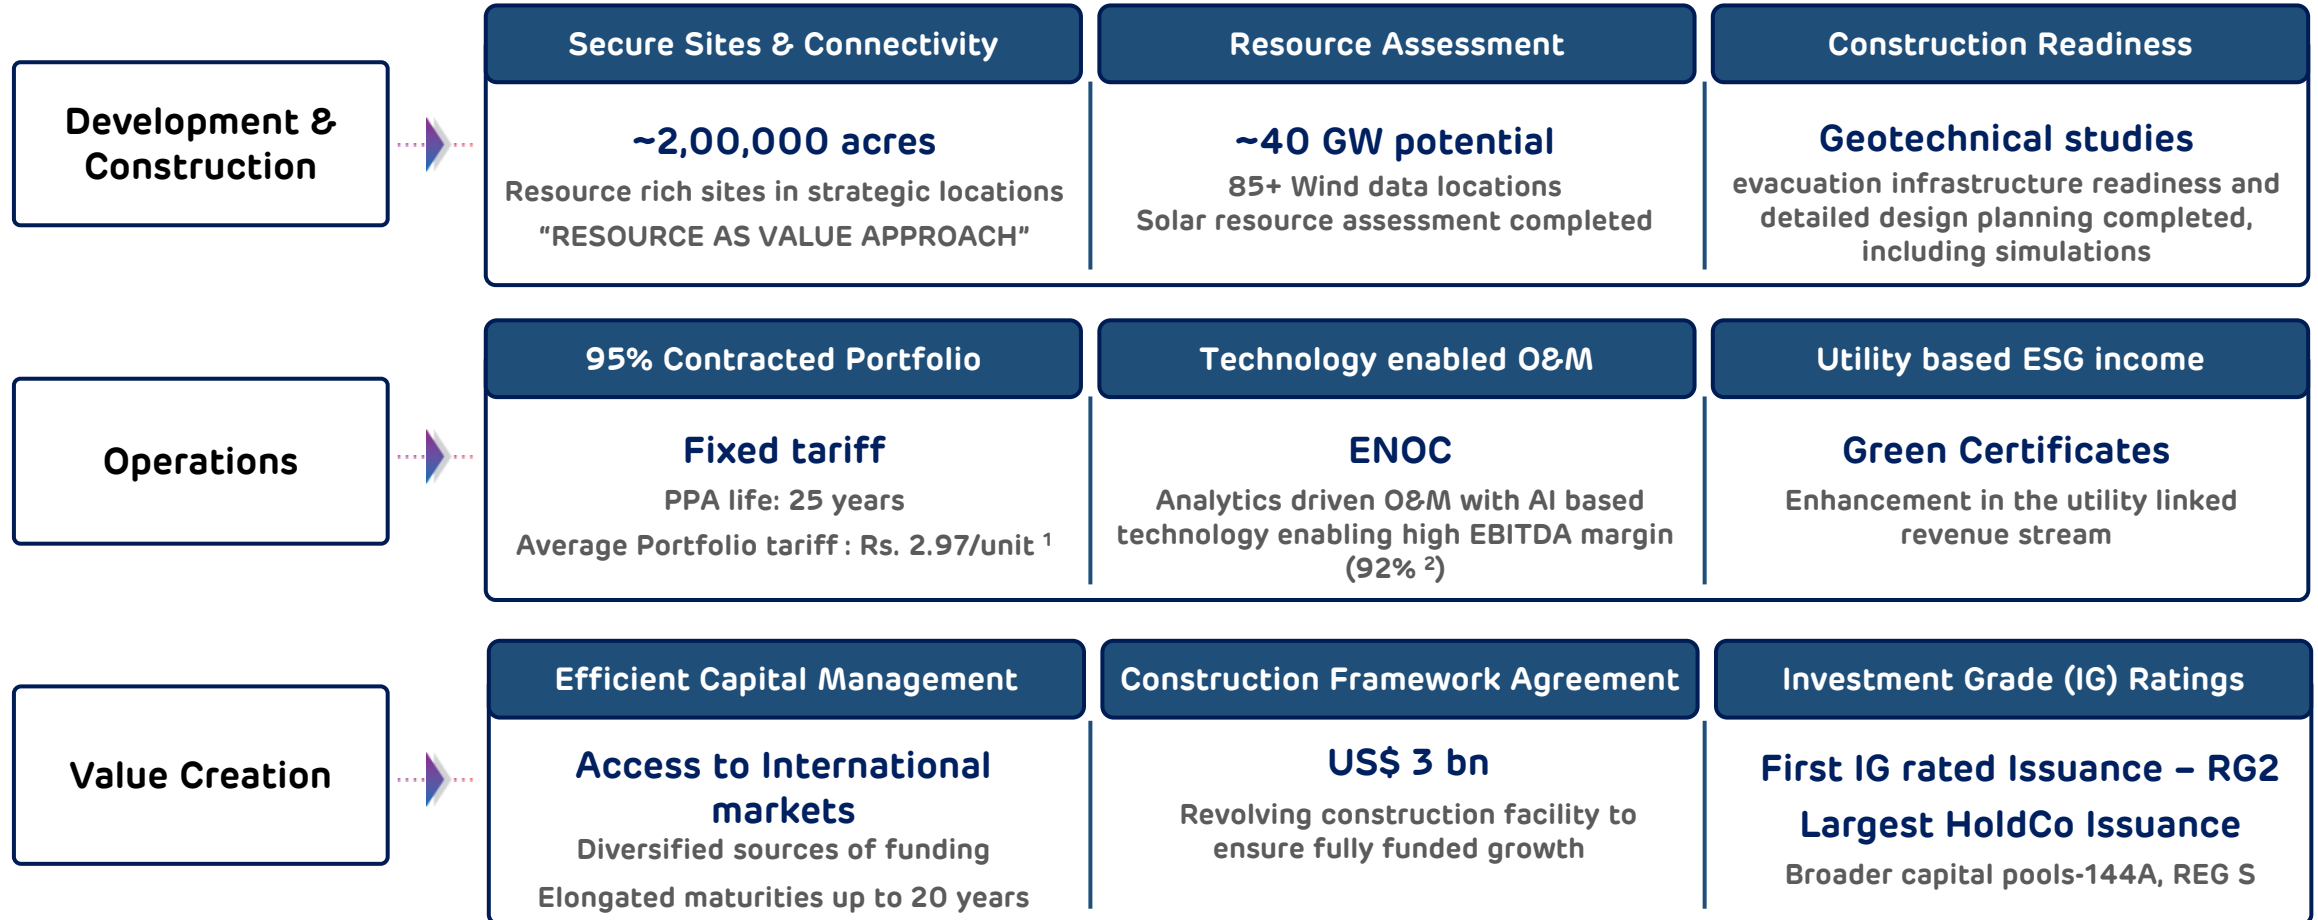 Development &
Construction
Secure Sites & Connectivity
~2,00,000 acres
Resource rich sites in strategic locations
“RESOURCE AS VALUE APPROACH”
Resource Assessment
~40 GW potential
85+ Wind data locations
Solar resource assessment completed
Construction Readiness
Geotechnical studies
evacuation infrastructure readiness and
detailed design planning completed,
including simulations
Operations
95% Contracted Portfolio
Fixed tariff
PPA life: 25 years
Average Portfolio tariff : Rs. 2.97/unit ¹
Technology enabled O&M
ENOC
Analytics driven O&M with AI based
technology enabling high EBITDA margin
(92% ²)
Utility based ESG income
Green Certificates
Enhancement in the utility linked
revenue stream
Value Creation
Efficient Capital Management
Access to International
markets
Diversified sources of funding
Elongated maturities up to 20 years
Construction Framework Agreement
US$ 3 bn
Revolving construction facility to
ensure fully funded growth
Investment Grade (IG) Ratings
First IG rated Issuance – RG2
Largest HoldCo Issuance
Broader capital pools-144A, REG S